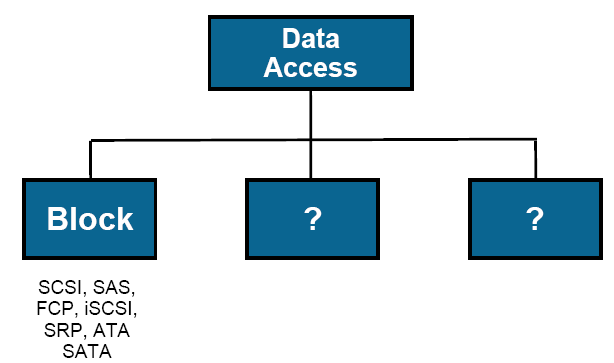 Data
Access
Block
?
?
SCSI, SAS,
FCP, iSCSI,
SRP, ATA
SATA